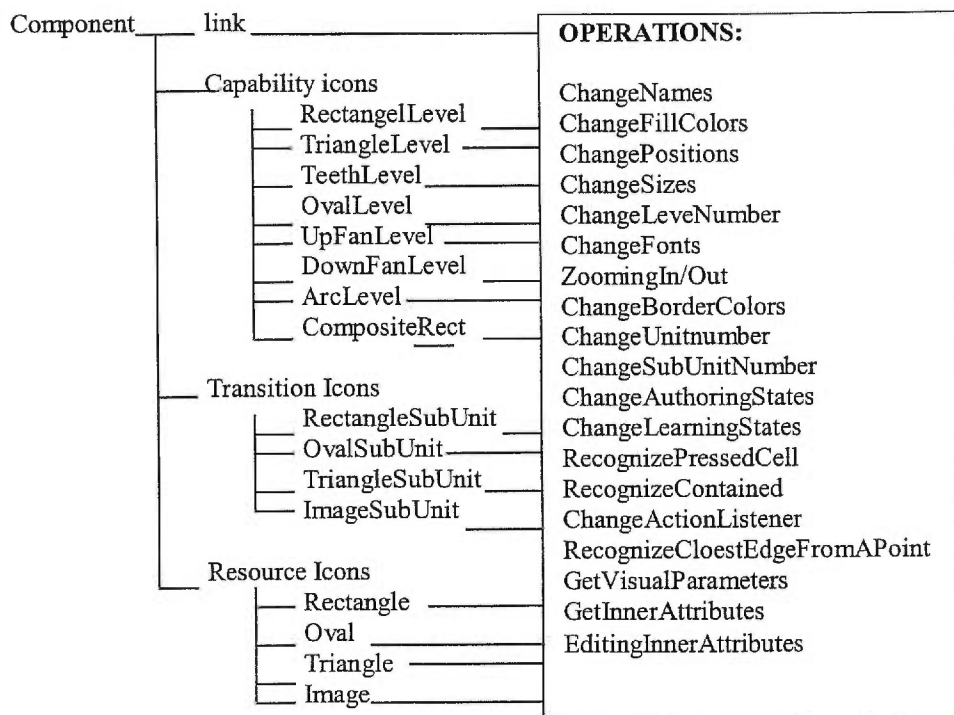 Component link
Capability icons
RectangelLevel
TriangleLevel
TeethLevel
OvalLevel
UpFanLevel
DownFanLevel
ArcLevel
CompositeRect
Transition Icons
RectangleSubUnit
OvalSubUnit
TriangleSubUnit
ImageSubUnit
Resource Icons
Rectangle
Oval
Triangle
Image
OPERATIONS:
ChangeNames
ChangeFillColors
ChangePositions
ChangeSizes
ChangeLeveNumber
ChangeFonts
ZoomingIn/Out
ChangeBorderColors
ChangeUnitnumber
ChangeSubUnitNumber
ChangeAuthoringStates
ChangeLearningStates
RecognizePressedCell
RecognizeContained
ChangeActionListener
RecognizeCloestEdgeFromAPoint
GetVisualParameters
GetInnerAttributes
EditingInnerAttributes